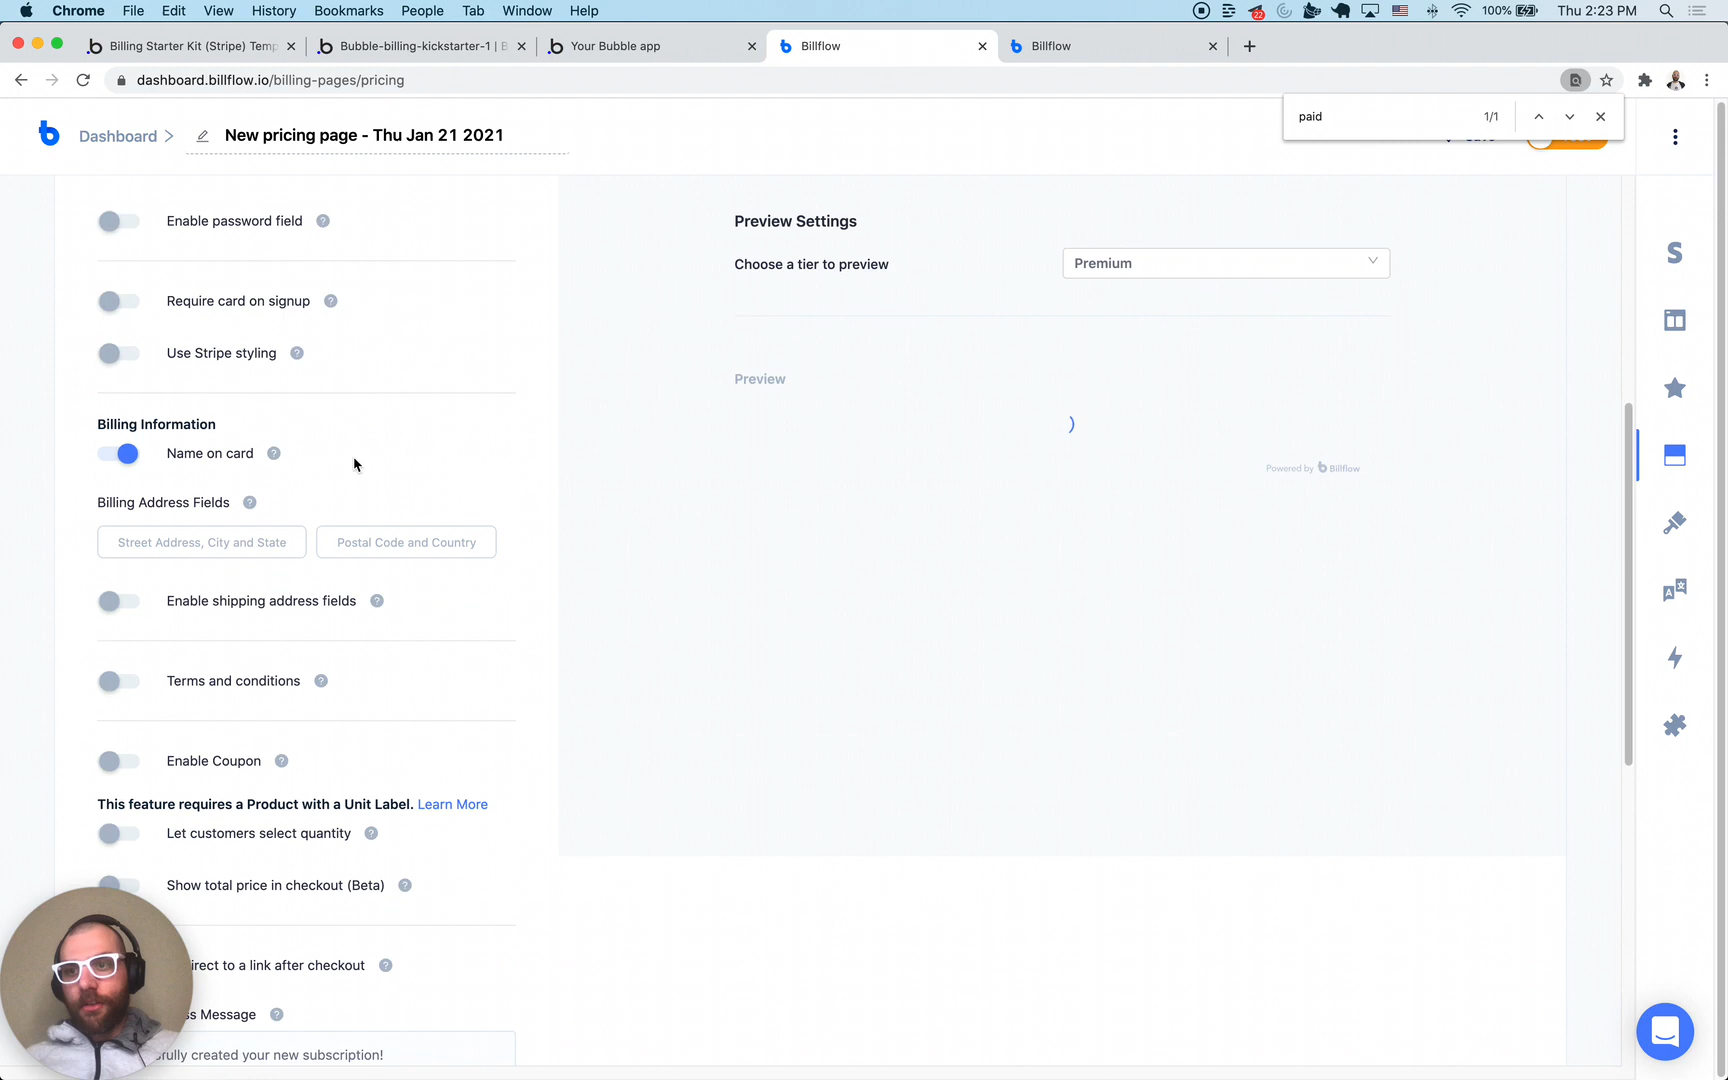 Chrome File Edit View History Bookmarks People Tab Window Help
22 100% Thu 2:23 PM
Billing Starter Kit (Stripe) Temp
Bubble-billing-kickstarter-1 | B
Your Bubble app
Billflow
Billflow
dashboard.billflow.io/billing-pages/pricing
paid 1/1
Dashboard
New pricing page - Thu Jan 21 2021
Enable password field ?
Require card on signup ?
Use Stripe styling ?
Billing Information
Name on card ?
Billing Address Fields ?
Street Address, City and State
Postal Code and Country
Enable shipping address fields ?
Terms and conditions ?
Enable Coupon ?
This feature requires a Product with a Unit Label. Learn More
Let customers select quantity ?
Show total price in checkout (Beta) ?
irect to a link after checkout ?
ss Message ?
fully created your new subscription!
Preview Settings
Choose a tier to preview
Premium
Preview
Powered by Billflow
S